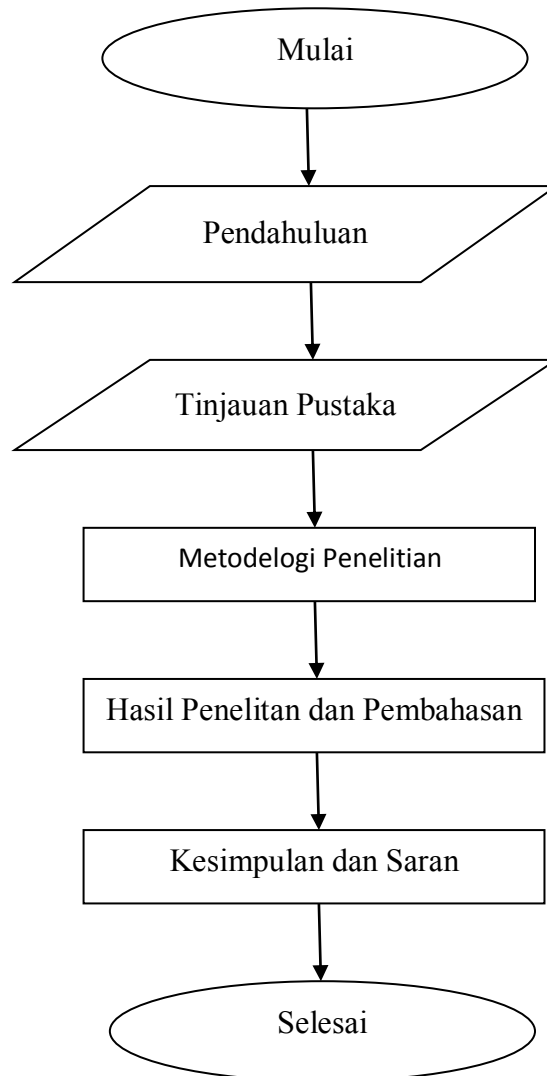 Mulai
Pendahuluan
Tinjauan Pustaka
Metodelogi Penelitian
Hasil Penelitan dan Pembahasan
Kesimpulan dan Saran
Selesai